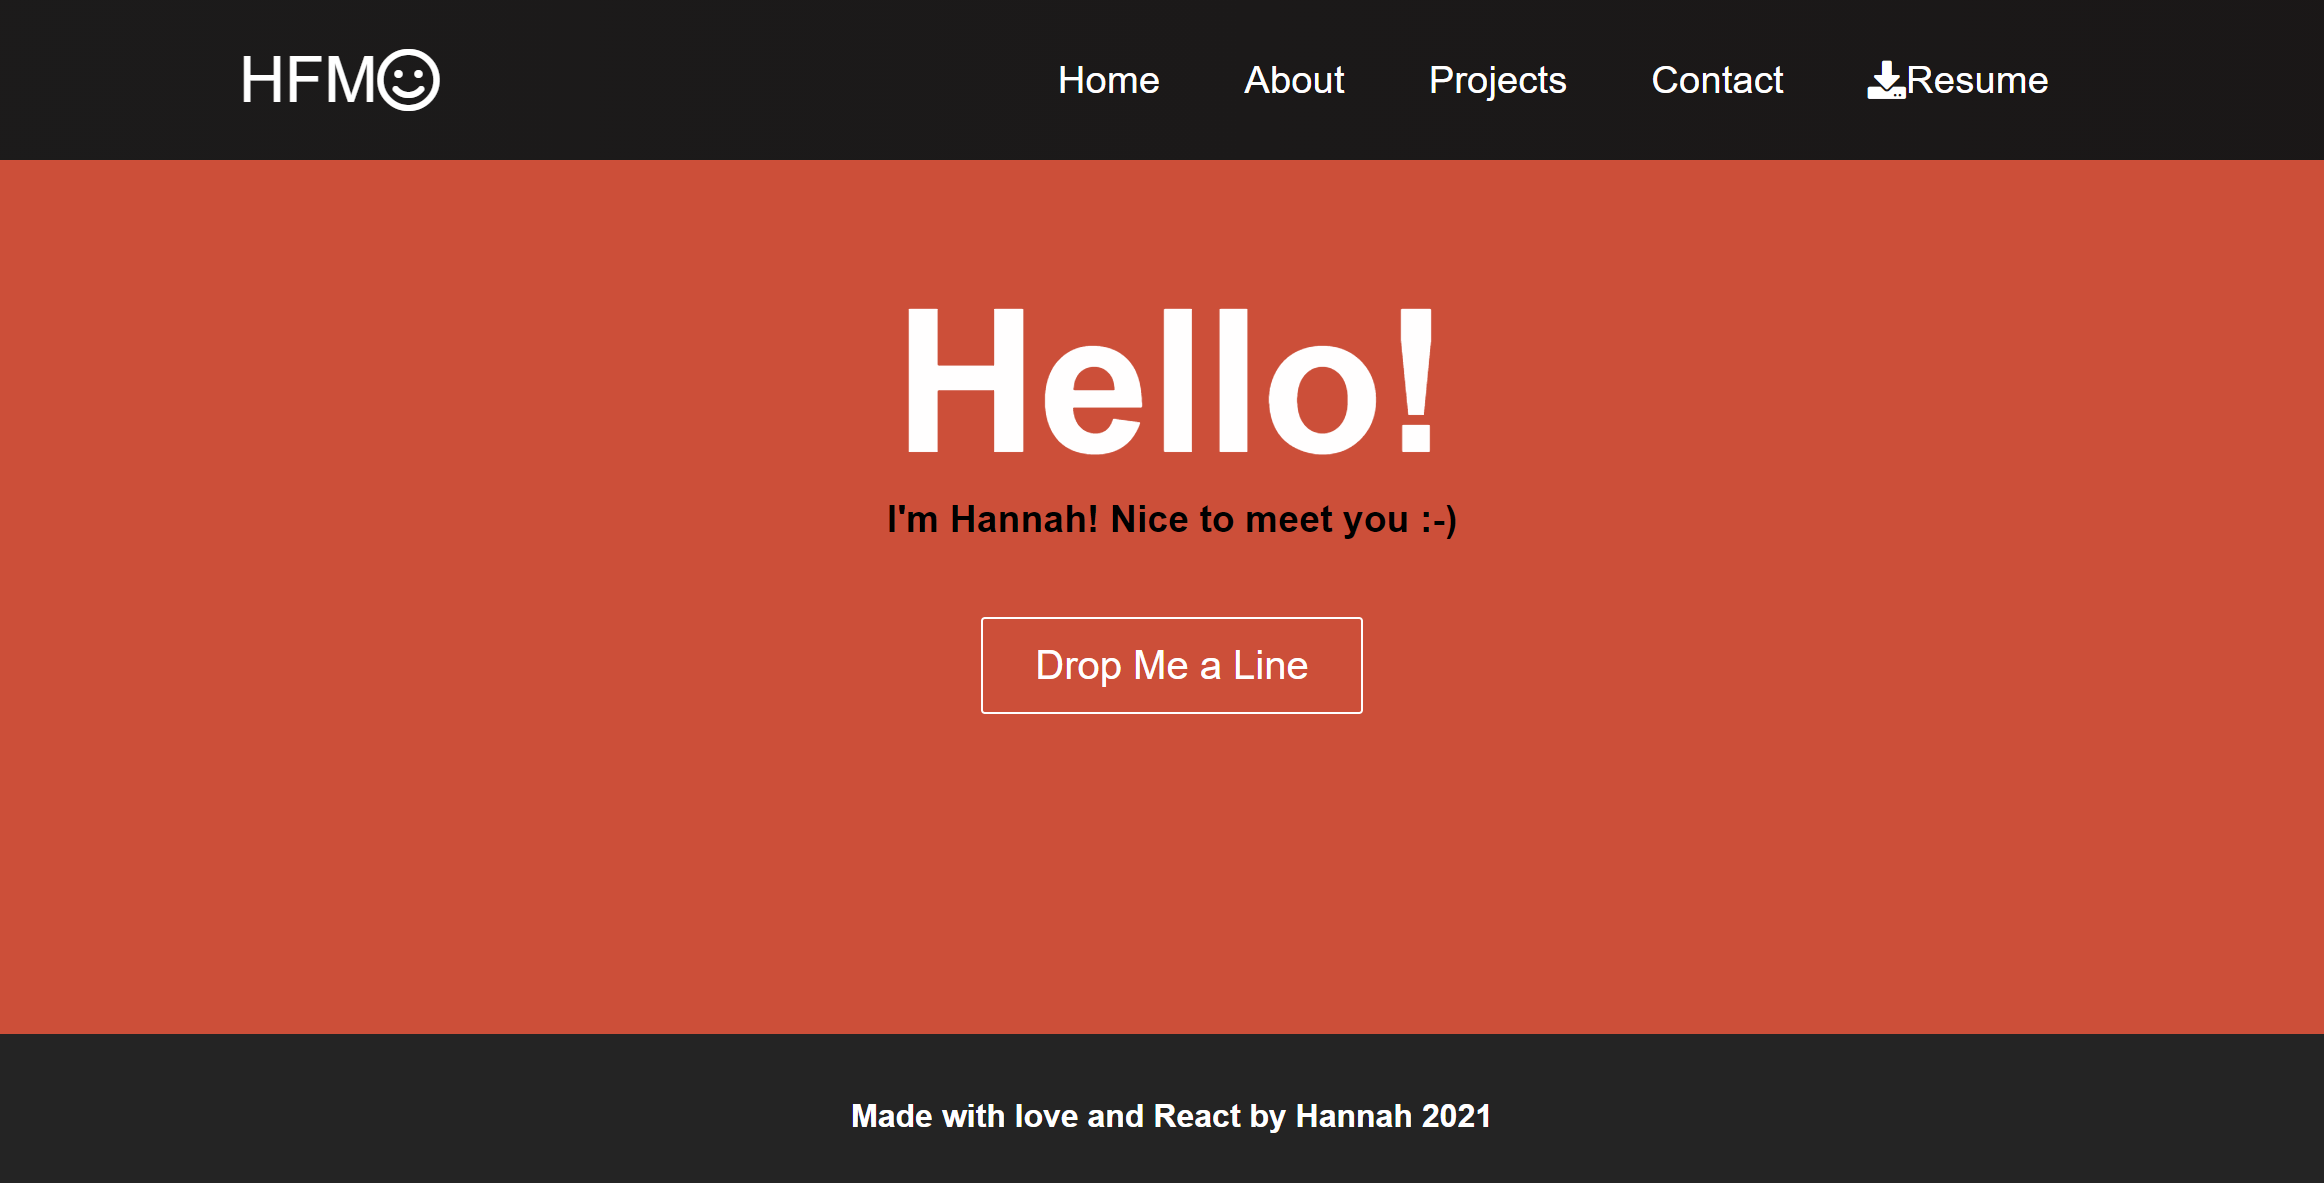 HFM
Home About Projects Contact Resume
Hello!
I'm Hannah! Nice to meet you :-)
Drop Me a Line
Made with love and React by Hannah 2021